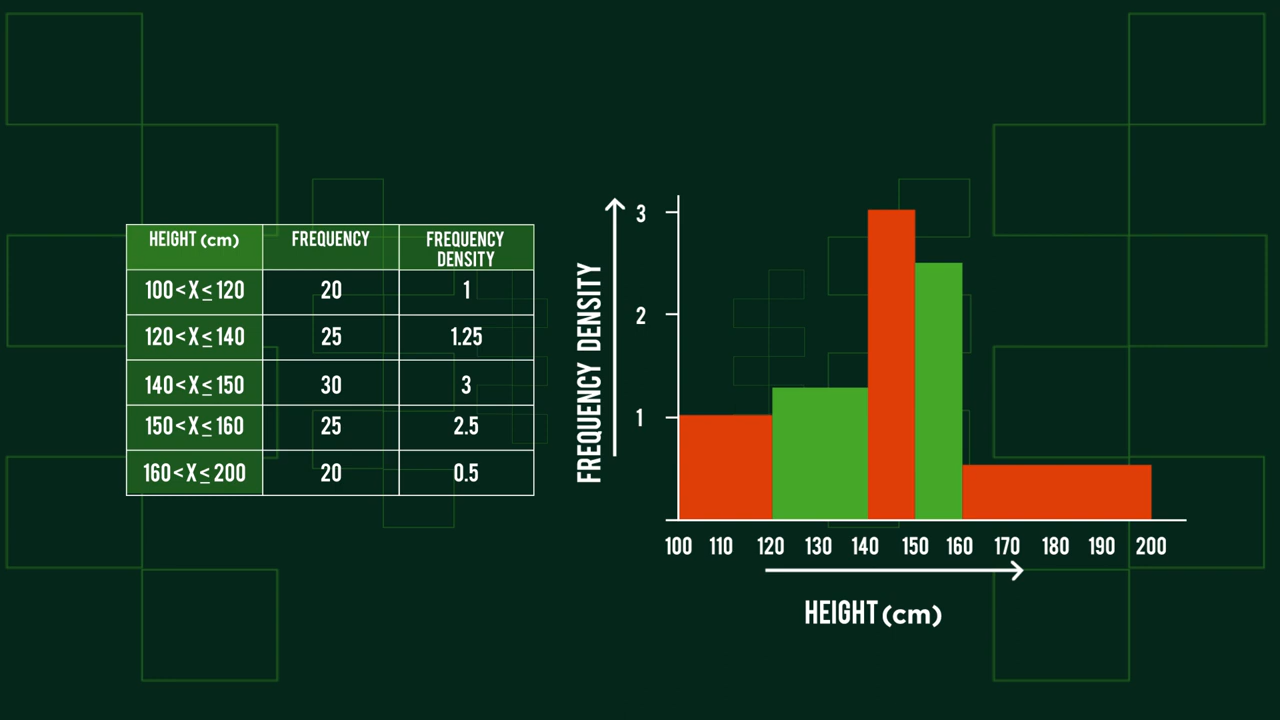 HEIGHT (cm) FREQUENCY FREQUENCY DENSITY
100 < X ≤ 120 20 1
120 < X ≤ 140 25 1.25
140 < X ≤ 150 30 3
150 < X ≤ 160 25 2.5
160 < X ≤ 200 20 0.5
FREQUENCY DENSITY
3
2
1
100 110 120 130 140 150 160 170 180 190 200
HEIGHT (cm)